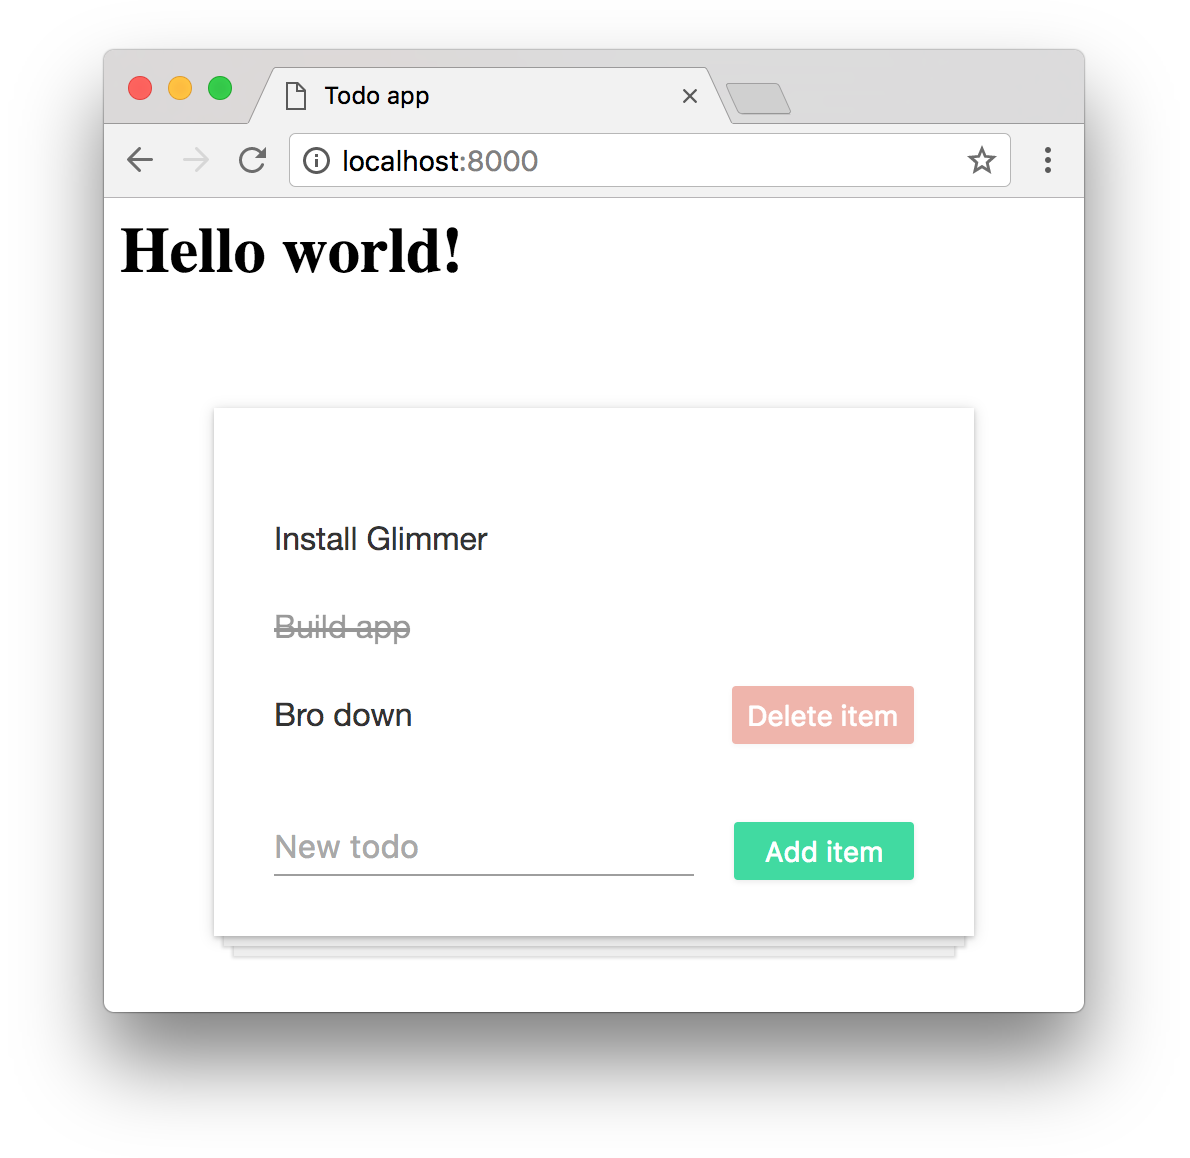 Todo app
localhost:8000
Hello world!
Install Glimmer
Build app
Bro down
Delete item
New todo
Add item